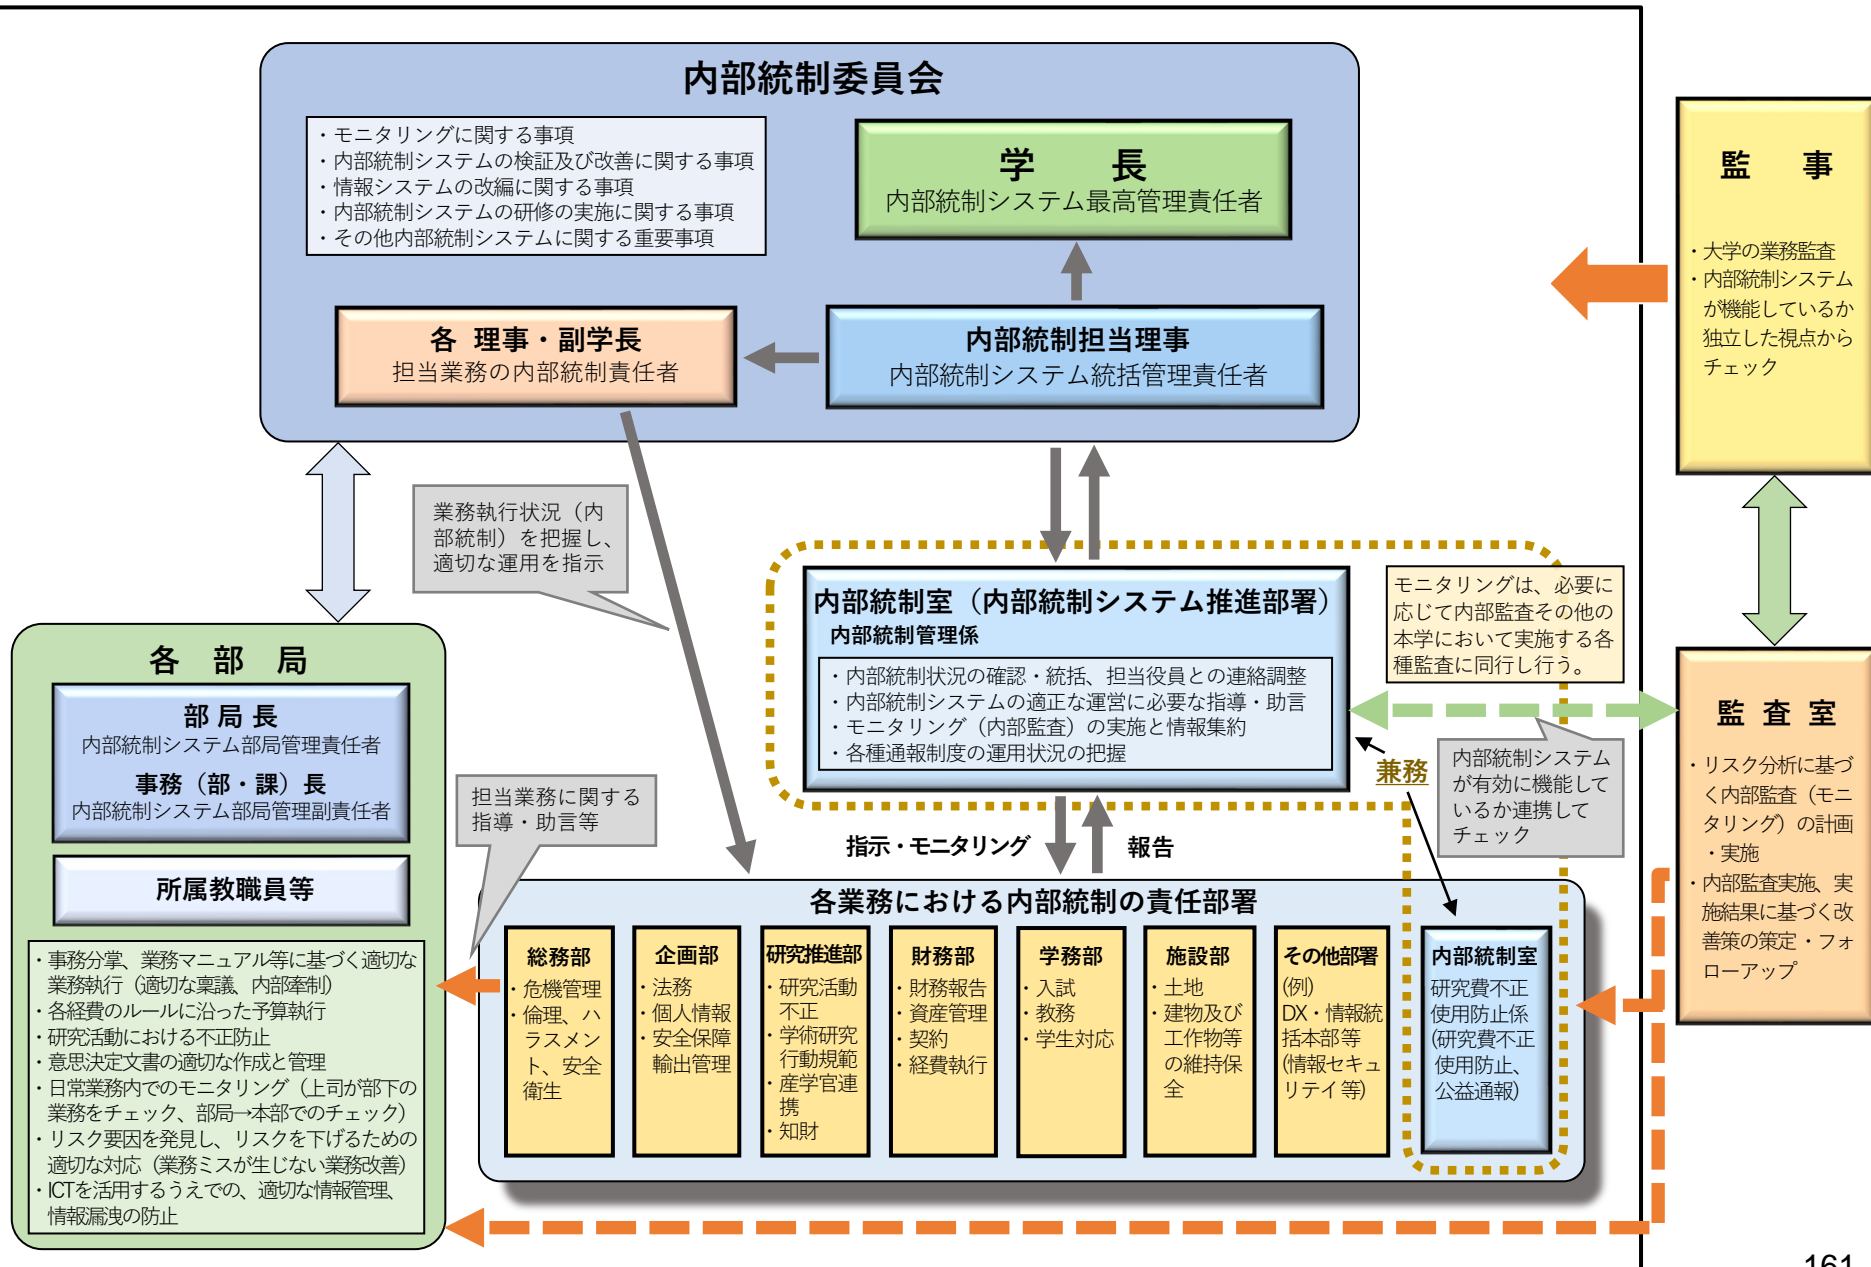 内部統制委員会
・モニタリングに関する事項
・内部統制システムの検証及び改善に関する事項
・情報システムの改編に関する事項
・内部統制システムの研修の実施に関する事項
・その他内部統制システムに関する重要事項
学　長
内部統制システム最高管理責任者
各 理事・副学長
担当業務の内部統制責任者
内部統制担当理事
内部統制システム統括管理責任者
監　事
・大学の業務監査
・内部統制システム
が機能しているか
独立した視点から
チェック
業務執行状況（内
部統制）を把握し、
適切な運用を指示
内部統制室（内部統制システム推進部署）
内部統制管理係
・内部統制状況の確認・統括、担当役員との連絡調整
・内部統制システムの適正な運営に必要な指導・助言
・モニタリング（内部監査）の実施と情報集約
・各種通報制度の運用状況の把握
モニタリングは、必要に
応じて内部監査その他の
本学において実施する各
種監査に同行し行う。
兼務
内部統制システム
が有効に機能して
いるか連携して
チェック
監 査 室
・リスク分析に基づ
く内部監査（モニ
タリング）の計画
・実施
・内部監査実施、実
施結果に基づく改
善策の策定・フォ
ローアップ
各 部 局
部 局 長
内部統制システム部局管理責任者
事務（部・課）長
内部統制システム部局管理副責任者
所属教職員等
・事務分掌、業務マニュアル等に基づく適切な
業務執行（適切な稟議、内部牽制）
・各経費のルールに沿った予算執行
・研究活動における不正防止
・意思決定文書の適切な作成と管理
・日常業務内でのモニタリング（上司が部下の
業務をチェック、部局→本部でのチェック）
・リスク要因を発見し、リスクを下げるための
適切な対応（業務ミスが生じない業務改善）
・ICTを活用するうえでの、適切な情報管理、
情報漏洩の防止
担当業務に関する
指導・助言等
指示・モニタリング
報告
各業務における内部統制の責任部署
総務部
・危機管理
・倫理、ハ
ラスメン
ト、安全
衛生
企画部
・法務
・個人情報
・安全保障
輸出管理
研究推進部
・研究活動
不正
・学術研究
行動規範
・産学官連
携
・知財
財務部
・財務報告
・資産管理
・契約
・経費執行
学務部
・入試
・教務
・学生対応
施設部
・土地
・建物及び
工作物等
の維持保
全
その他部署
(例)
DX・情報統
括本部等
(情報セキュ
リテイ等)
内部統制室
研究費不正
使用防止係
(研究費不正
使用防止、
公益通報)
161